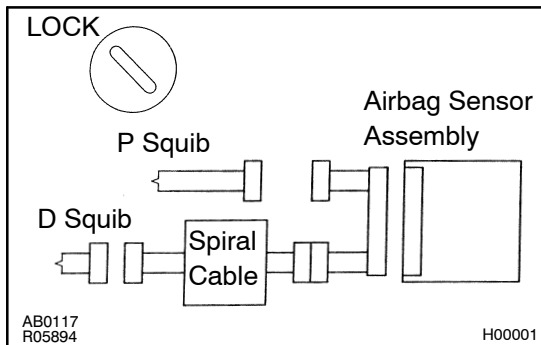 LOCK
Airbag Sensor
Assembly
P Squib
D Squib
Spiral
Cable
AB0117
R05894
H00001